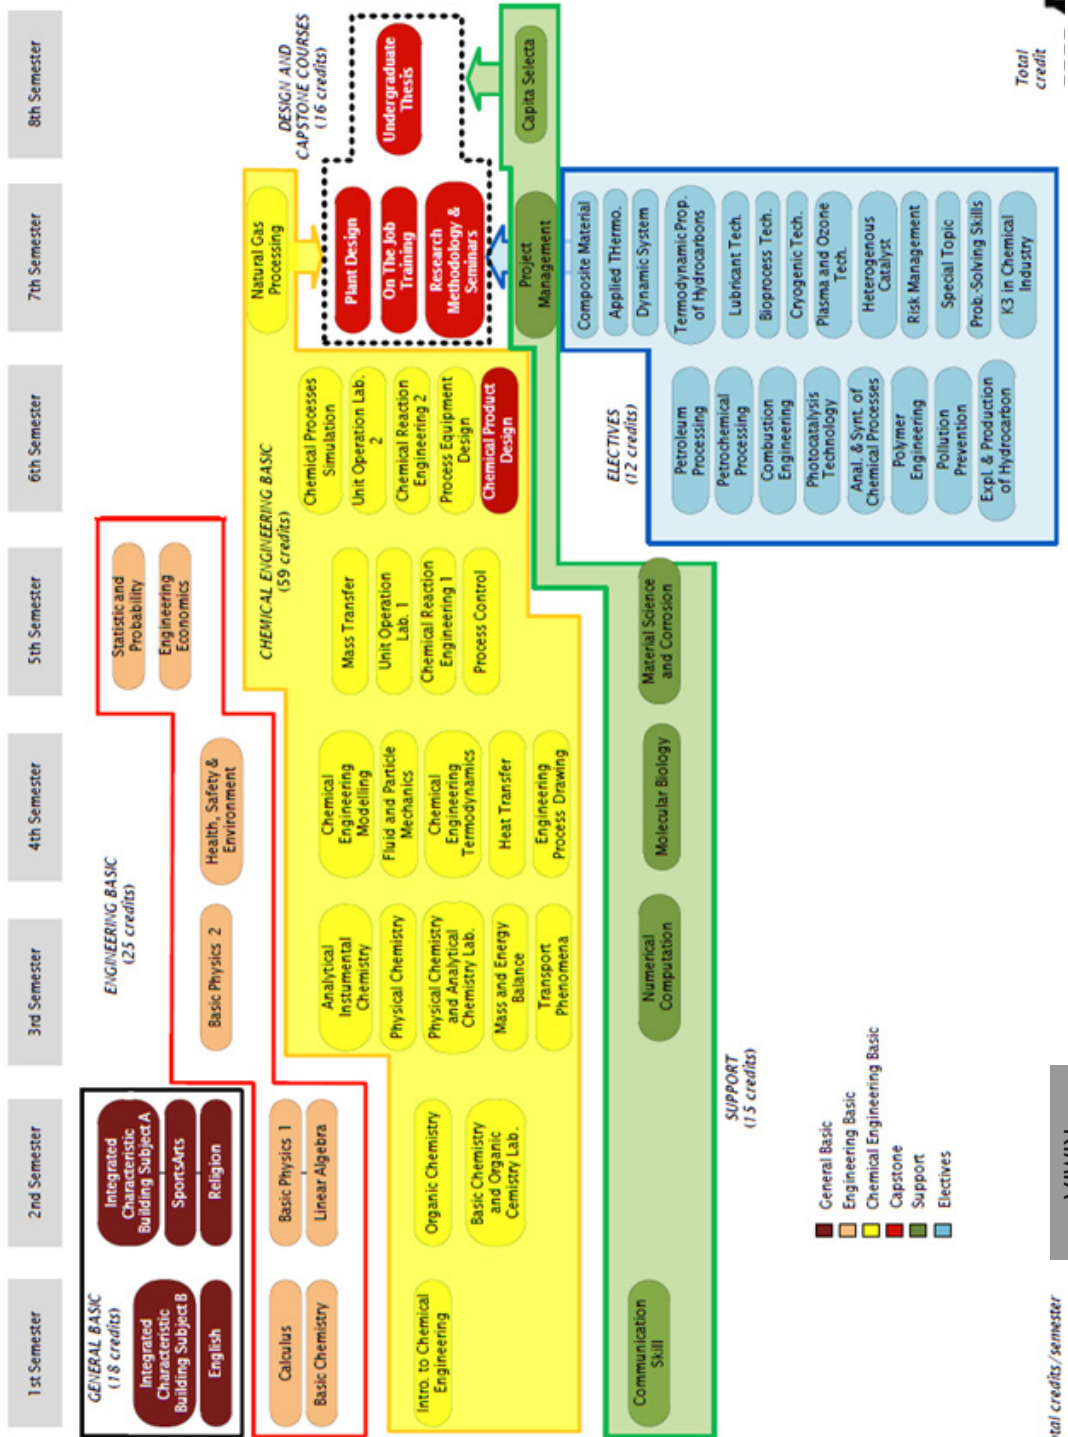 1st Semester
2nd Semester
3rd Semester
4th Semester
5th Semester
6th Semester
7th Semester
8th Semester
GENERAL BASIC
(18 credits)
Integrated
Characteristic
Building Subject B
English
Integrated
Characteristic
Building Subject A
SportsArts
Religion
ENGINEERING BASIC
(25 credits)
Calculus
Basic Chemistry
Basic Physics 1
Linear Algebra
Basic Physics 2
Health, Safety &
Environment
Statistic and
Probability
Engineering
Economics
CHEMICAL ENGINEERING BASIC
(59 credits)
Intro. to Chemical
Engineering
Organic Chemistry
Basic Chemistry
and Organic
Cemistry Lab.
Analytical
Instumental
Chemistry
Physical Chemistry
Physical Chemistry
and Analytical
Chemistry Lab.
Mass and Energy
Balance
Transport
Phenomena
Chemical
Engineering
Modelling
Fluid and Particle
Mechanics
Chemical
Engineering
Termodynamics
Heat Transfer
Engineering
Process Drawing
Mass Transfer
Unit Operation
Lab. 1
Chemical Reaction
Engineering 1
Process Control
Chemical Processes
Simulation
Unit Operation Lab.
2
Chemical Reaction
Engineering 2
Process Equipment
Design
Chemical Product
Design
Natural Gas
Processing
DESIGN AND
CAPSTONE COURSES
(16 credits)
Plant Design
On The Job
Training
Research
Methodology &
Seminars
Undergraduate
Thesis
SUPPORT
(15 credits)
Communication
Skill
Numerical
Computation
Molecular Biology
Material Science
and Corrosion
Project
Management
Capita Selecta
ELECTIVES
(12 credits)
Petroleum
Processing
Petrochemical
Processing
Combustion
Engineering
Photocatalysis
Technology
Anal. & Synt. of
Chemical Processes
Polymer
Engineering
Pollution
Prevention
Expl. & Production
of Hydrocarbon
Composite Material
Applied THermo.
Dynamic System
Termodynamic Prop.
of Hydrocarbons
Lubricant Tech.
Bioprocess Tech.
Cryogenic Tech.
Plasma and Ozone
Tech.
Heterogenous
Catalyst
Risk Management
Special Topic
Prob.-Solving Skills
K3 in Chemical
Industry
General Basic
Engineering Basic
Chemical Engineering Basic
Capstone
Support
Electives
credits/semester
Total
credit